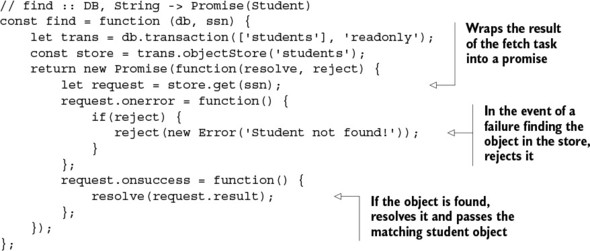 // find :: DB, String -> Promise(Student)
const find = function (db, ssn) {
    let trans = db.transaction(['students'], 'readonly');
    const store = trans.objectStore('students');
    return new Promise(function(resolve, reject) {
        let request = store.get(ssn);
        request.onerror = function() {
            if(reject) {
                reject(new Error('Student not found!'));
            }
        };
        request.onsuccess = function() {
            resolve(request.result);
        };
    });
};
Wraps the result
of the fetch task
into a promise
In the event of a
failure finding the
object in the store,
rejects it
If the object is found,
resolves it and passes the
matching student object